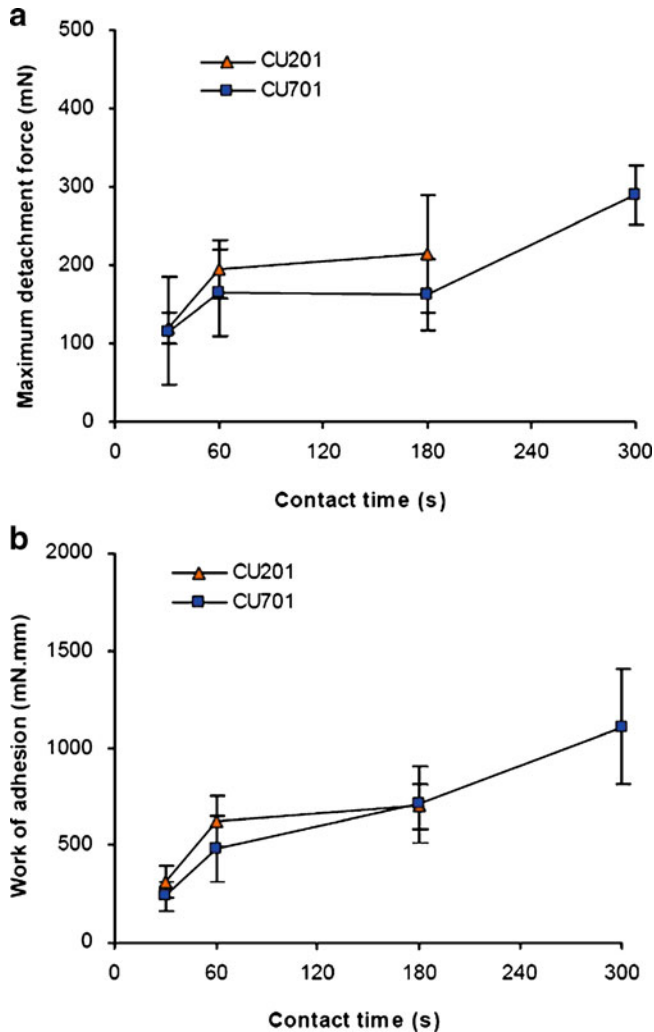 a
500
400
300
200
100
0
Maximum detachment force (mN)
CU201
CU701
0 60 120 180 240 300
Contact time (s)
b
2000
1500
1000
500
0
Work of adhesion (mN.mm)
CU201
CU701
0 60 120 180 240 300
Contact time (s)